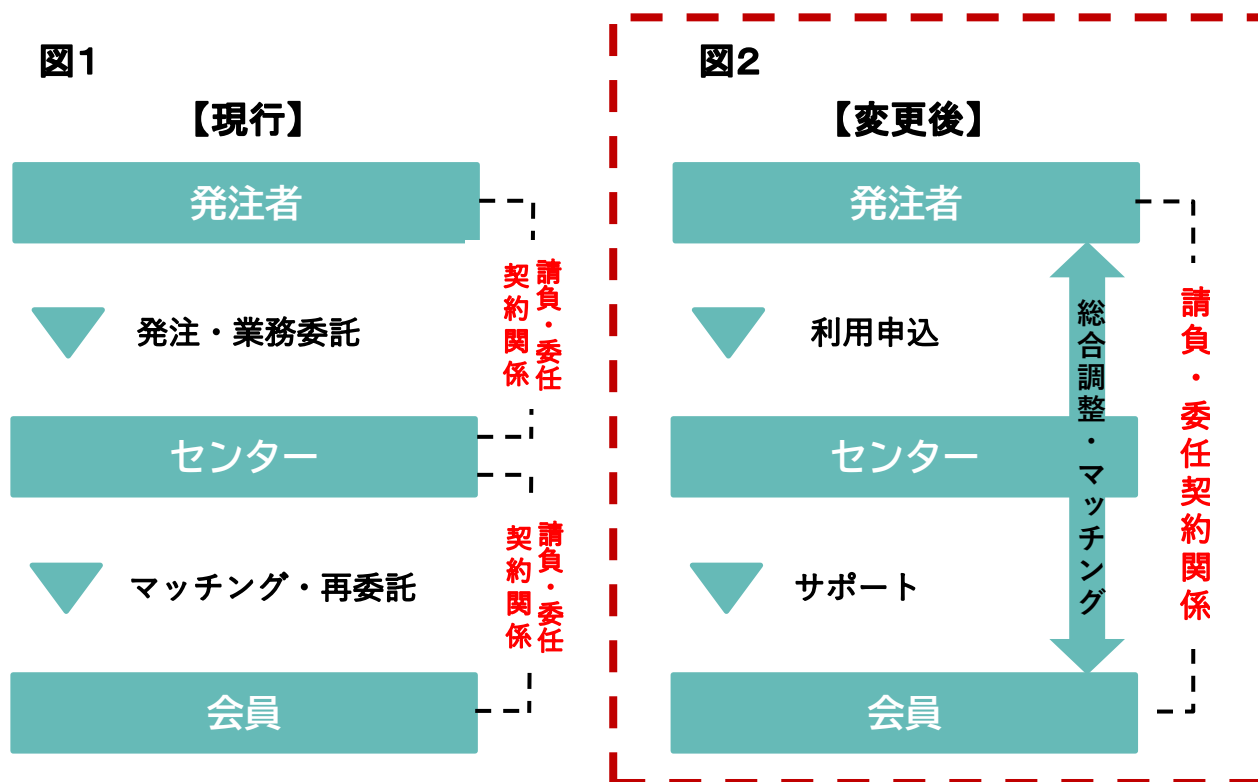 図1
【現行】
発注者
発注・業務委託
請負・委任
契約関係
センター
マッチング・再委託
請負・委任
契約関係
会員
図2
【変更後】
発注者
利用申込
センター
サポート
会員
総合調整・マッチング
請負・委任契約関係